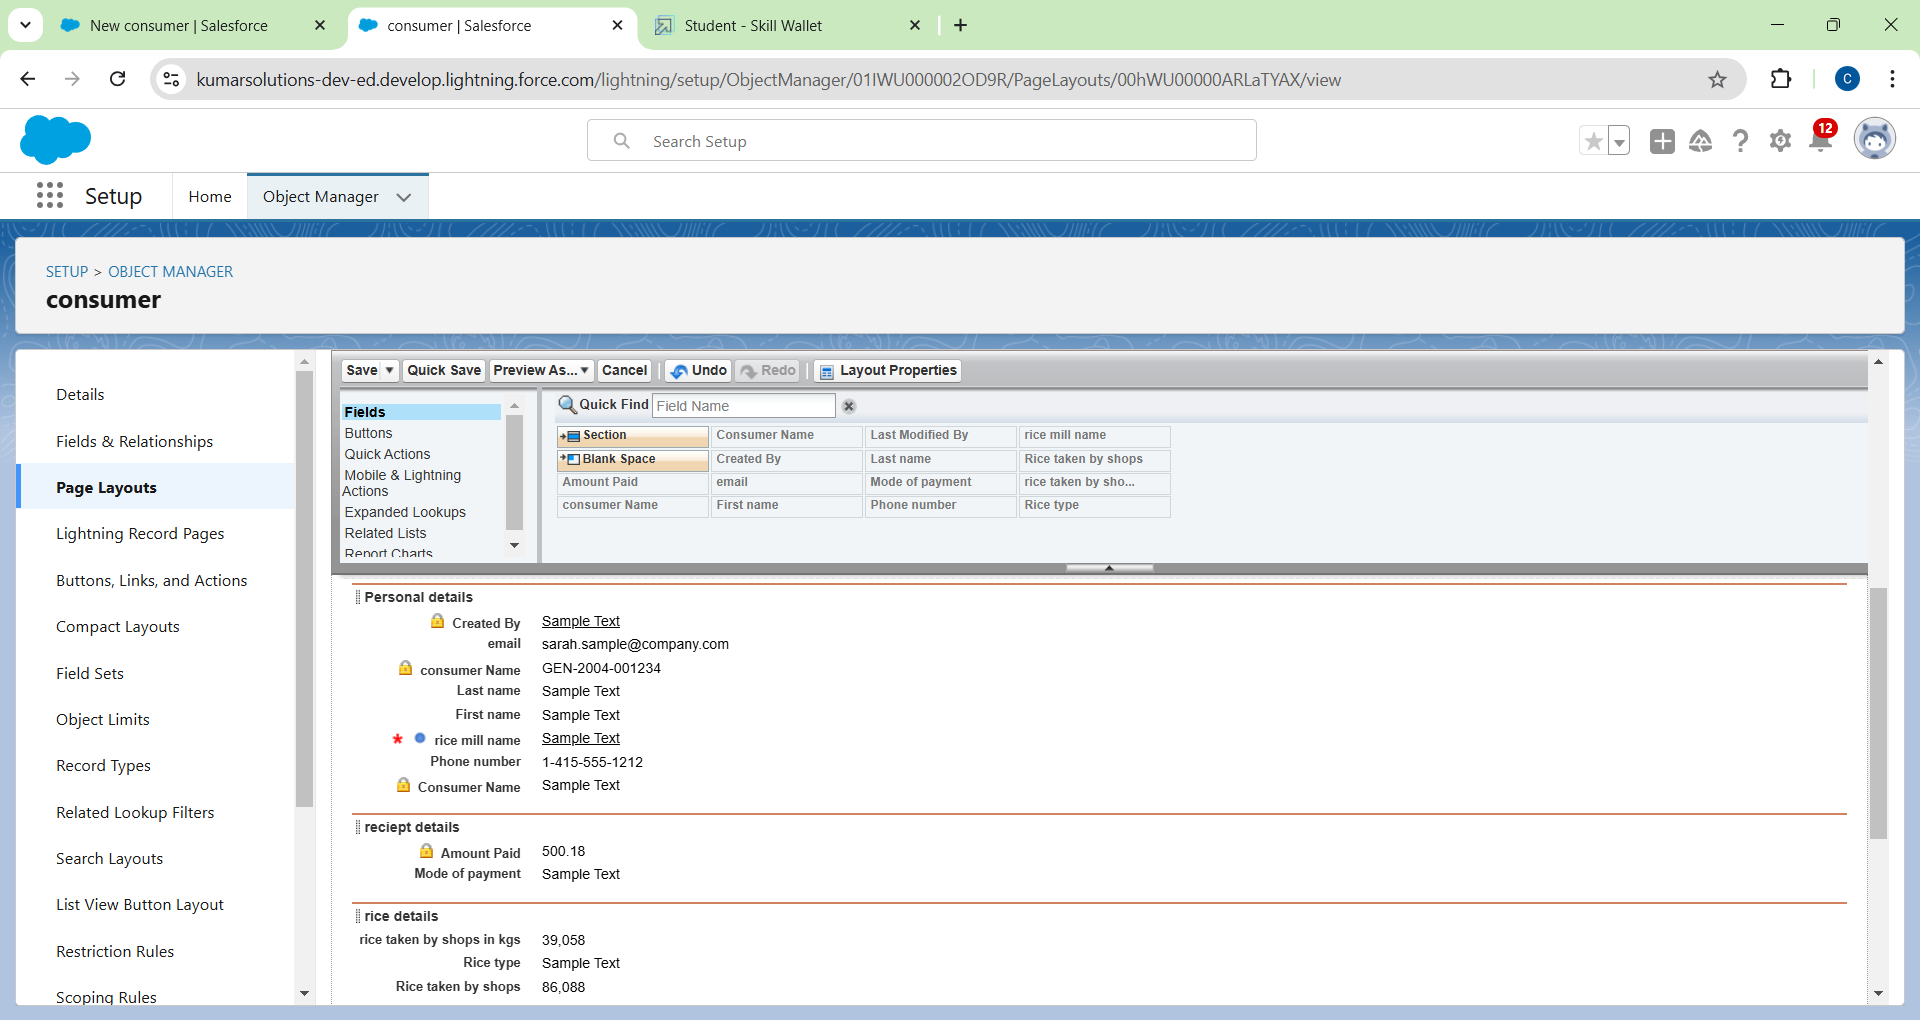 New consumer | Salesforce
consumer | Salesforce
Student - Skill Wallet
kumarsolutions-dev-ed.develop.lightning.force.com/lightning/setup/ObjectManager/01IWU000002OD9R/PageLayouts/00hWU00000ARLaTYAX/view
C
Search Setup
12
Setup
Home
Object Manager
SETUP > OBJECT MANAGER
consumer
Details
Fields & Relationships
Page Layouts
Lightning Record Pages
Buttons, Links, and Actions
Compact Layouts
Field Sets
Object Limits
Record Types
Related Lookup Filters
Search Layouts
List View Button Layout
Restriction Rules
Scoping Rules
Save
Quick Save
Preview As...
Cancel
Undo
Redo
Layout Properties
Fields
Buttons
Quick Actions
Mobile & Lightning
Actions
Expanded Lookups
Related Lists
Report Charts
Quick Find Field Name
Section Consumer Name Last Modified By rice mill name
Blank Space Created By Last name Rice taken by shops
Amount Paid email Mode of payment rice taken by sho...
consumer Name First name Phone number Rice type
Personal details
Created By Sample Text
email sarah.sample@company.com
consumer Name GEN-2004-001234
Last name Sample Text
First name Sample Text
* rice mill name Sample Text
Phone number 1-415-555-1212
Consumer Name Sample Text
reciept details
Amount Paid 500.18
Mode of payment Sample Text
rice details
rice taken by shops in kgs 39,058
Rice type Sample Text
Rice taken by shops 86,088